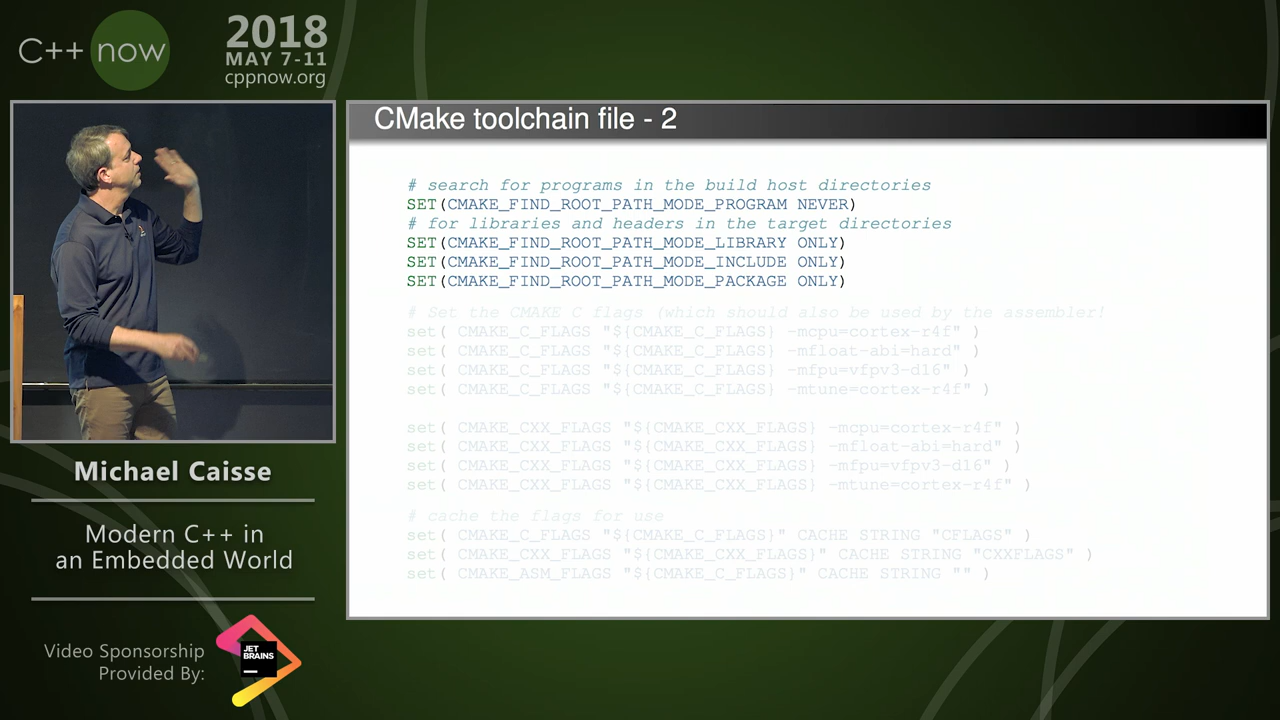 C++ now
2018
MAY 7-11
cppnow.org
CMake toolchain file - 2
# search for programs in the build host directories
SET(CMAKE_FIND_ROOT_PATH_MODE_PROGRAM NEVER)
# for libraries and headers in the target directories
SET(CMAKE_FIND_ROOT_PATH_MODE_LIBRARY ONLY)
SET(CMAKE_FIND_ROOT_PATH_MODE_INCLUDE ONLY)
SET(CMAKE_FIND_ROOT_PATH_MODE_PACKAGE ONLY)
# Set the CMAKE C flags (which should also be used by the assembler!
set( CMAKE_C_FLAGS "${CMAKE_C_FLAGS} -mcpu=cortex-r4f" )
set( CMAKE_C_FLAGS "${CMAKE_C_FLAGS} -mfloat-abi=hard" )
set( CMAKE_C_FLAGS "${CMAKE_C_FLAGS} -mfpu=vfpv3-d16" )
set( CMAKE_C_FLAGS "${CMAKE_C_FLAGS} -mtune=cortex-r4f" )
set( CMAKE_CXX_FLAGS "${CMAKE_CXX_FLAGS} -mcpu=cortex-r4f" )
set( CMAKE_CXX_FLAGS "${CMAKE_CXX_FLAGS} -mfloat-abi=hard" )
set( CMAKE_CXX_FLAGS "${CMAKE_CXX_FLAGS} -mfpu=vfpv3-d16" )
set( CMAKE_CXX_FLAGS "${CMAKE_CXX_FLAGS} -mtune=cortex-r4f" )
# cache the flags for use
set( CMAKE_C_FLAGS "${CMAKE_C_FLAGS}" CACHE STRING "CFLAGS" )
set( CMAKE_CXX_FLAGS "${CMAKE_CXX_FLAGS}" CACHE STRING "CXXFLAGS" )
set( CMAKE_ASM_FLAGS "${CMAKE_C_FLAGS}" CACHE STRING "" )
Michael Caisse
Modern C++ in
an Embedded World
Video Sponsorship
Provided By:
JET
BRAINS